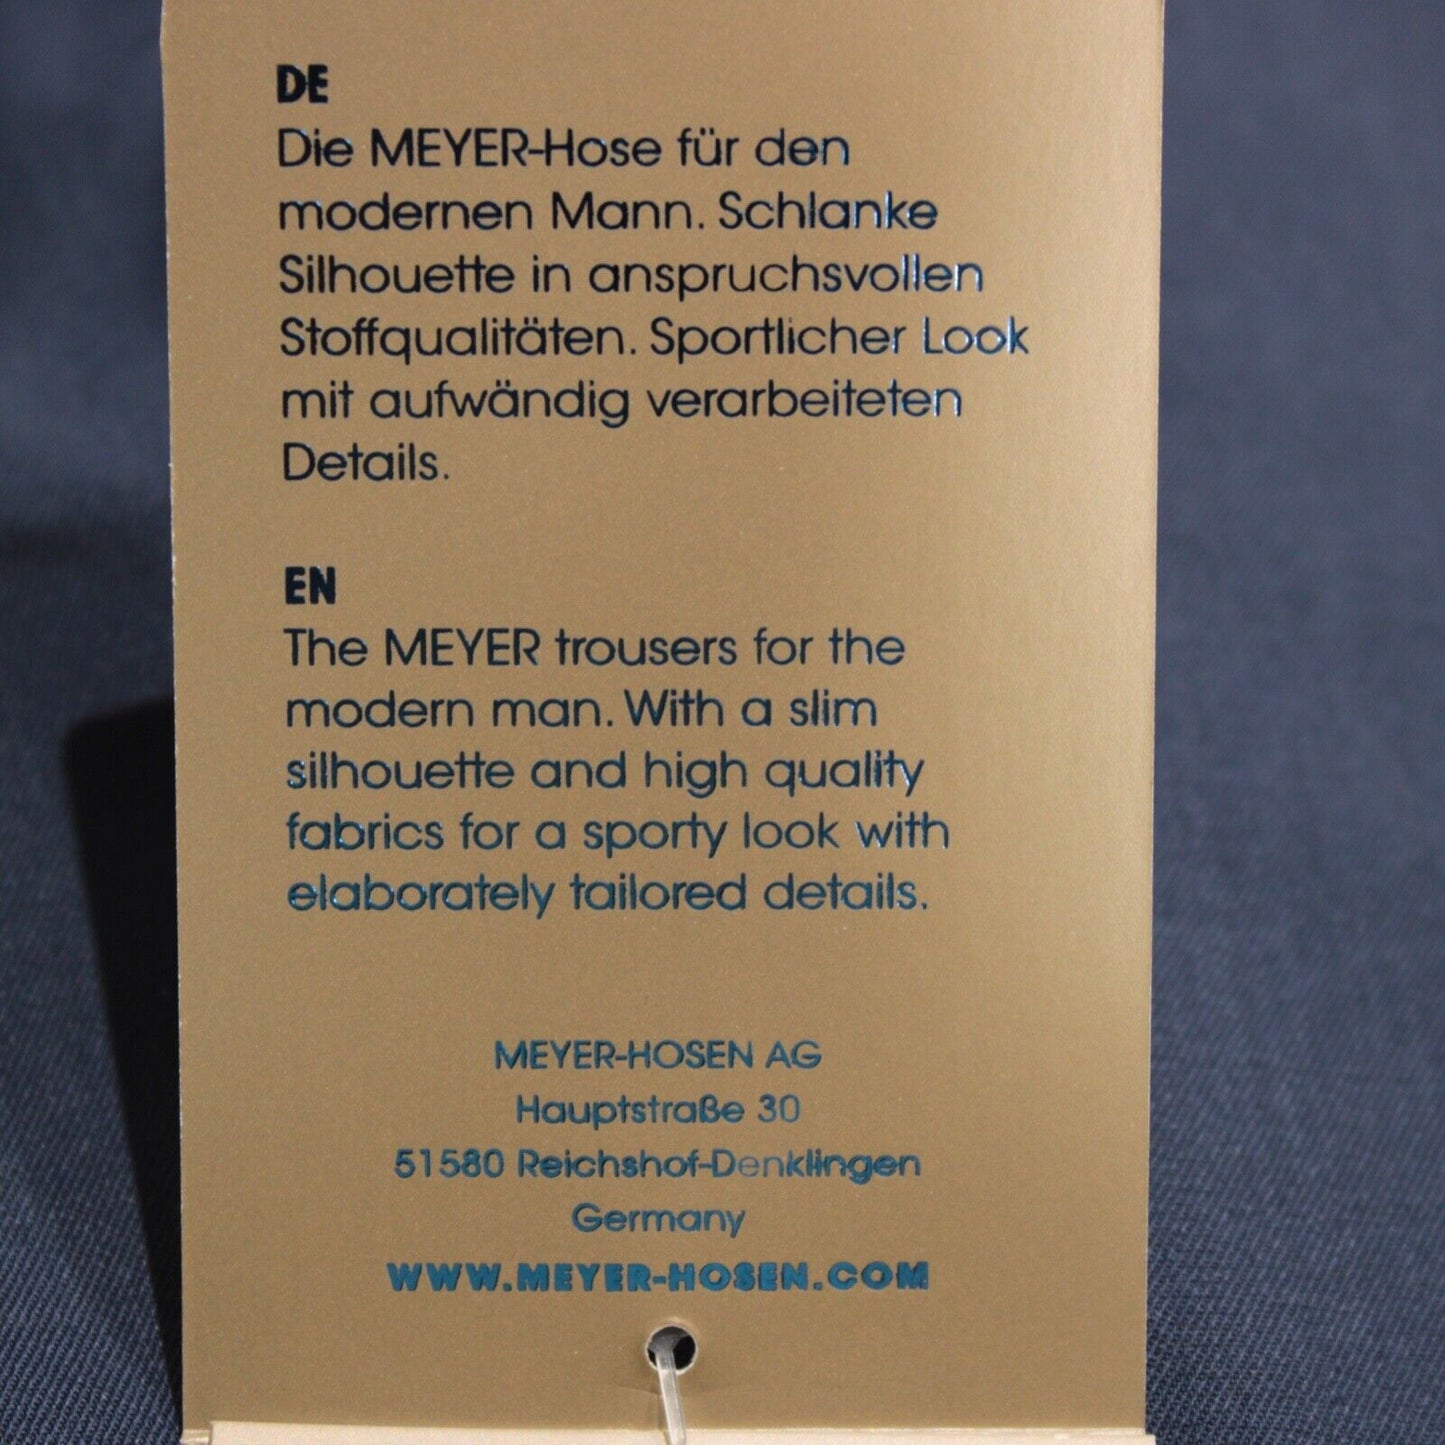 DE
Die MEYER-Hose für den
modernen Mann. Schlanke
Silhouette in anspruchsvollen
Stoffqualitäten. Sportlicher Look
mit aufwändig verarbeiteten
Details.
EN
The MEYER trousers for the
modern man. With a slim
silhouette and high quality
fabrics for a sporty look with
elaborately tailored details.
MEYER-HOSEN AG
Hauptstraße 30
51580 Reichshof-Denklingen
Germany
WWW.MEYER-HOSEN.COM